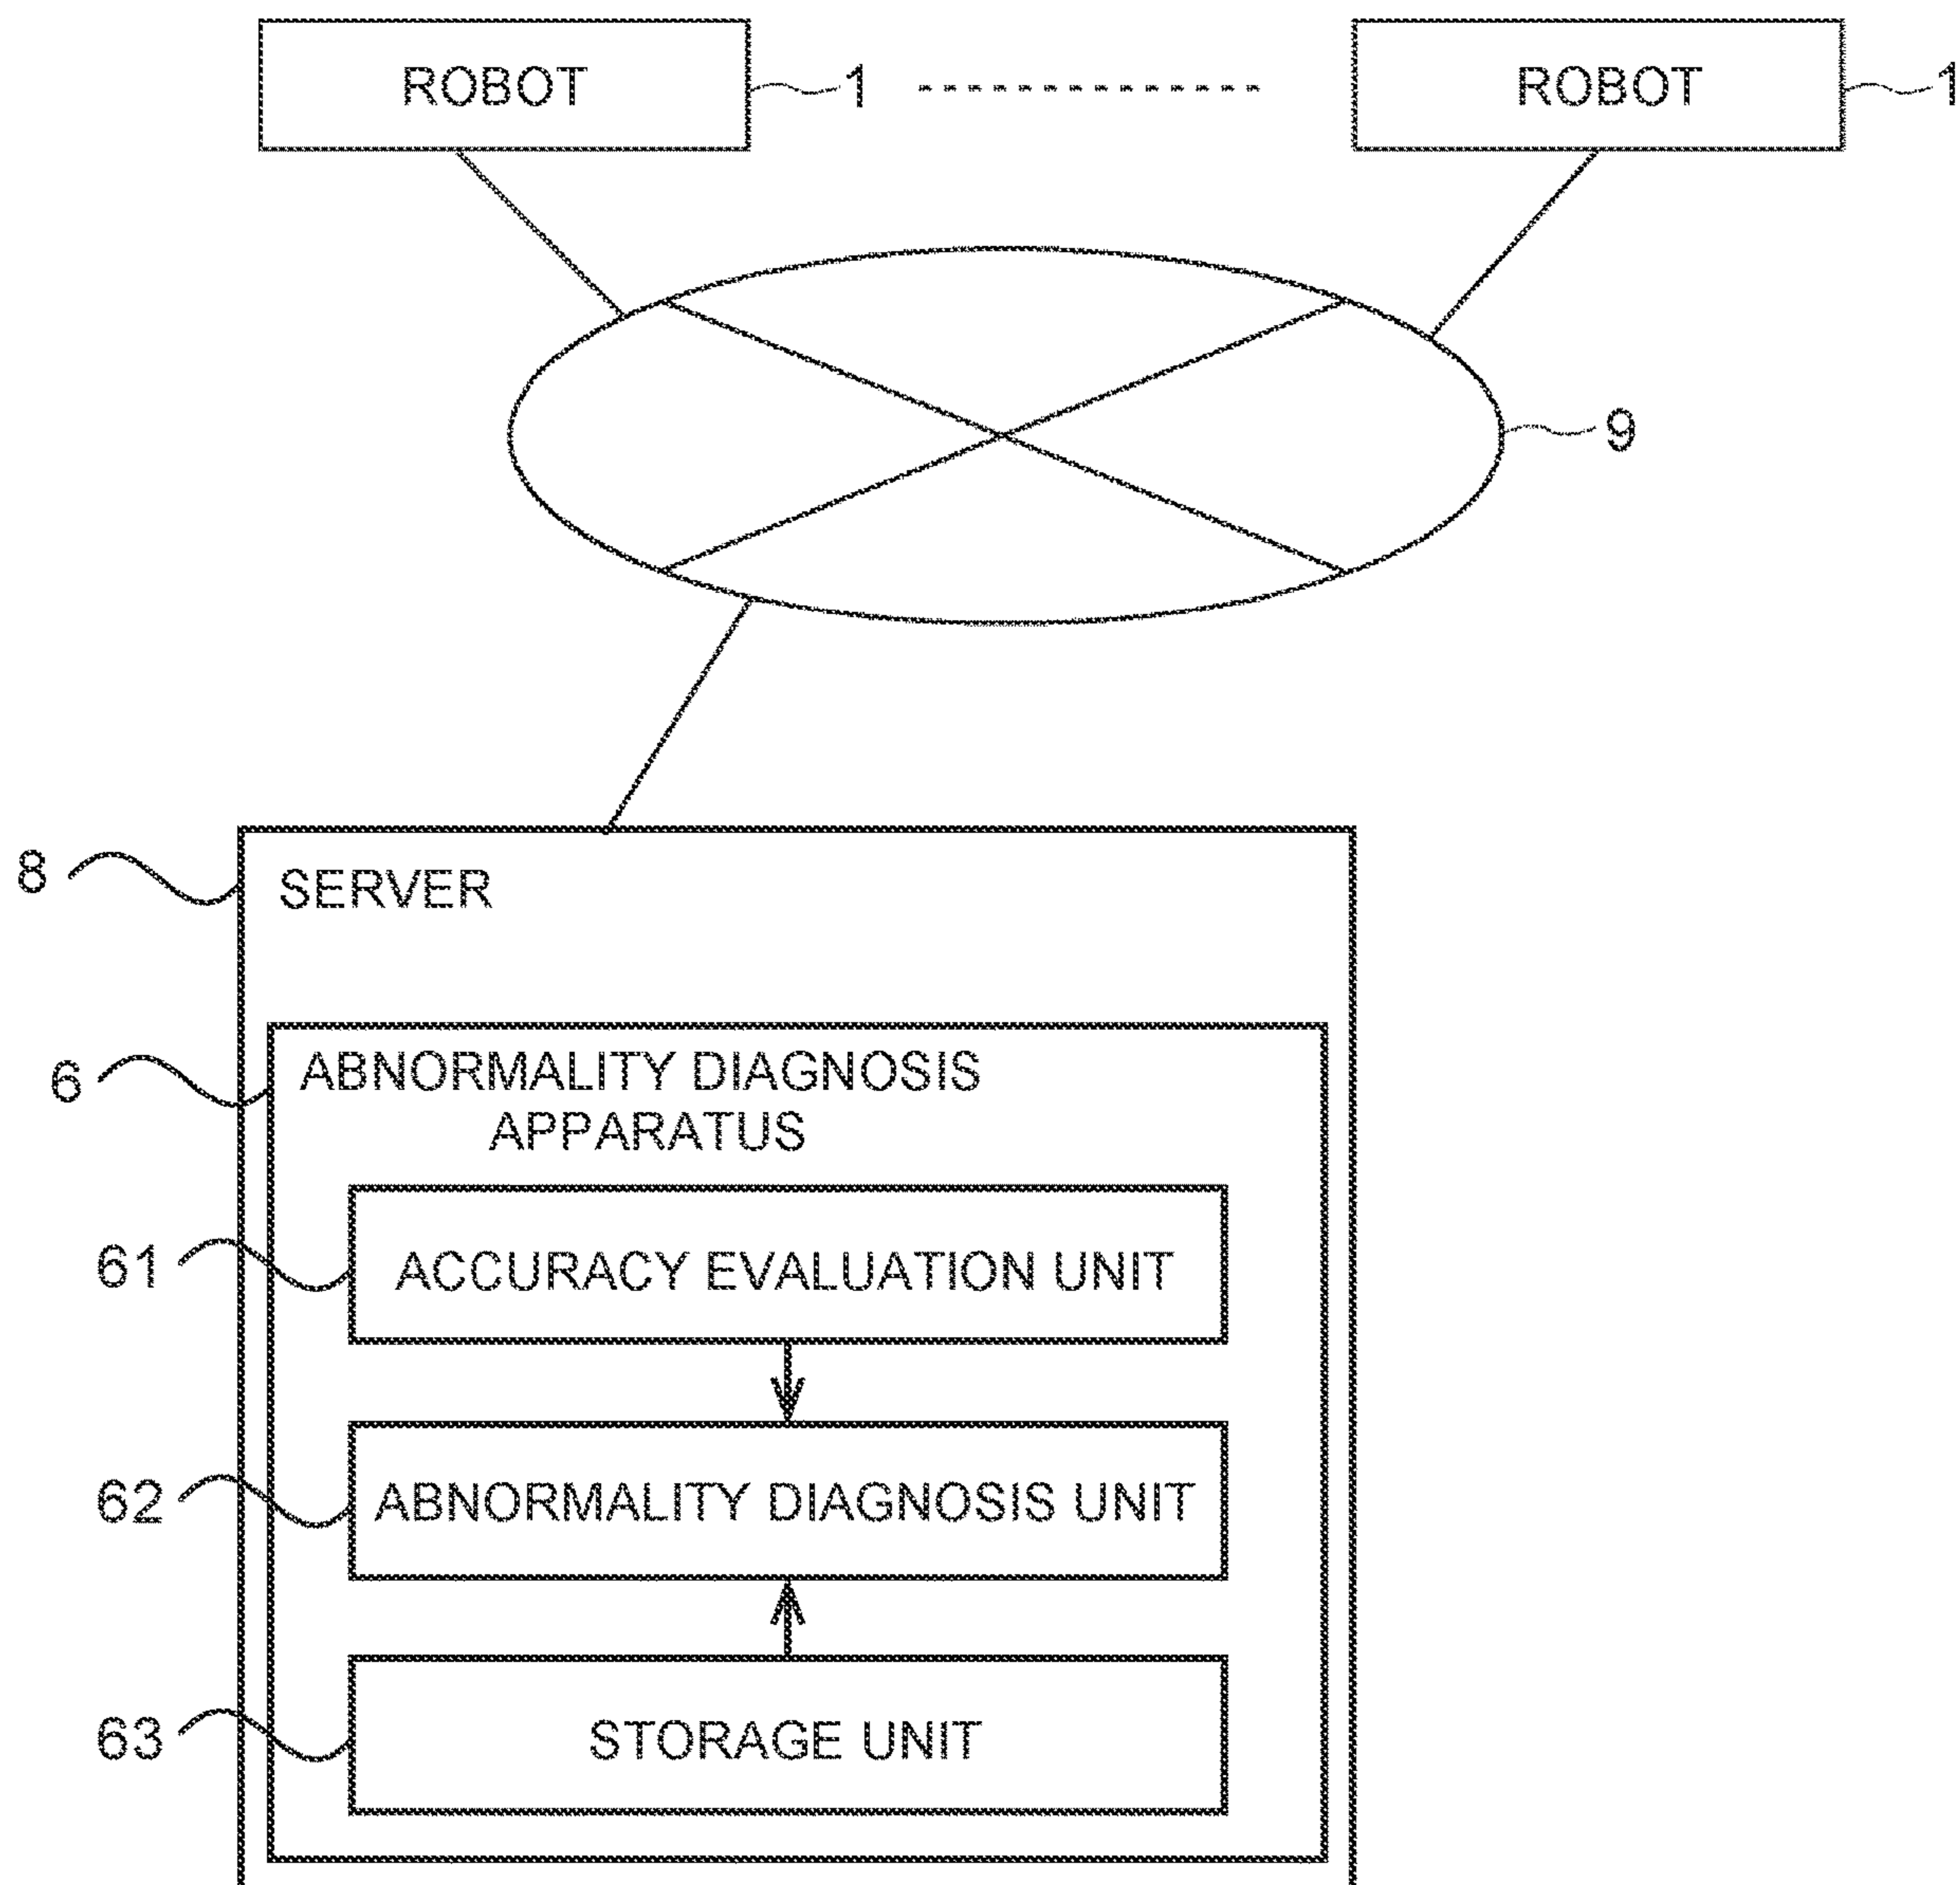 ROBOT 1 ROBOT 1
9
8 SERVER
6 ABNORMALITY DIAGNOSIS
APPARATUS
61 ACCURACY EVALUATION UNIT
62 ABNORMALITY DIAGNOSIS UNIT
63 STORAGE UNIT